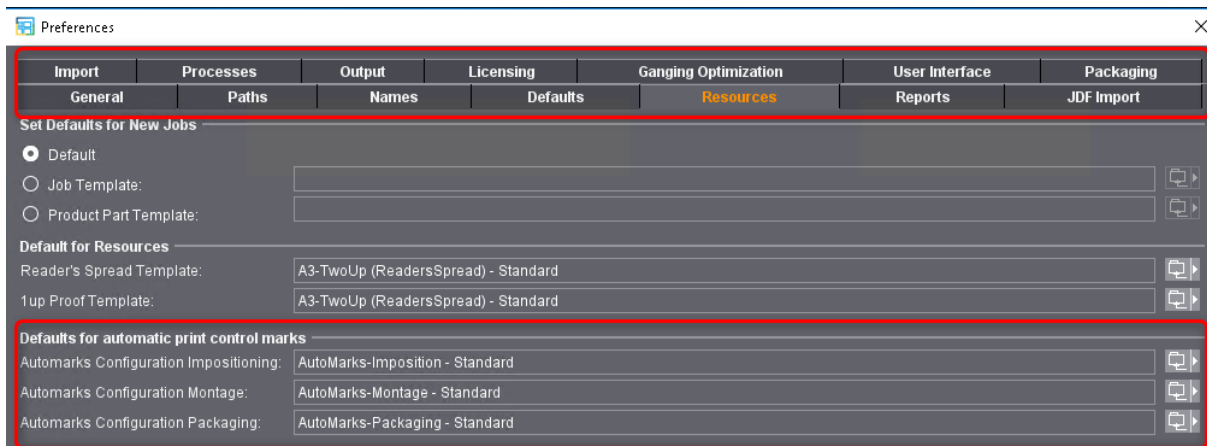 Preferences
Import Processes Output Licensing Ganging Optimization User Interface Packaging
General Paths Names Defaults Resources Reports JDF Import
Set Defaults for New Jobs
Default
Job Template:
Product Part Template:
Default for Resources
Reader's Spread Template: A3-TwoUp (ReadersSpread) - Standard
1up Proof Template: A3-TwoUp (ReadersSpread) - Standard
Defaults for automatic print control marks
Automarks Configuration Impositioning: AutoMarks-Imposition - Standard
Automarks Configuration Montage: AutoMarks-Montage - Standard
Automarks Configuration Packaging: AutoMarks-Packaging - Standard